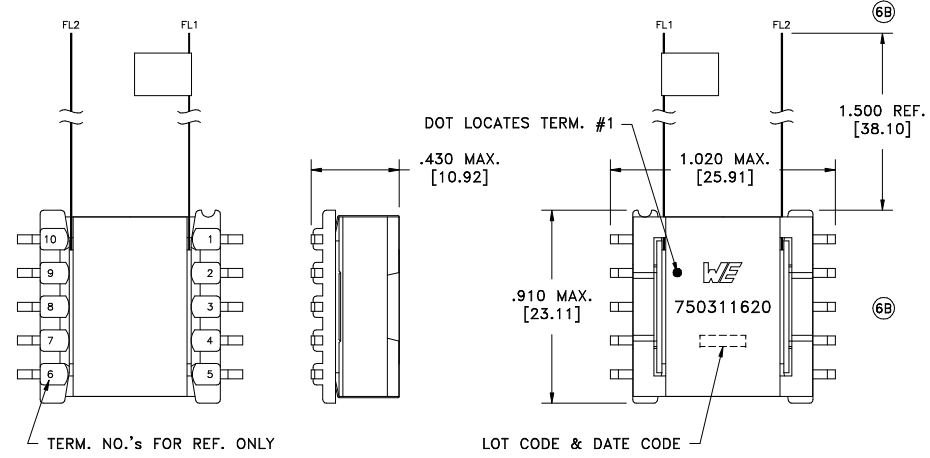 FL2
FL1
FL1
FL2
6B
1.500 REF.
[38.10]
DOT LOCATES TERM. #1
.430 MAX.
[10.92]
1.020 MAX.
[25.91]
10
1
9
2
8
3
7
4
6
5
WE
750311620
.910 MAX.
[23.11]
6B
TERM. NO.'s FOR REF. ONLY
LOT CODE & DATE CODE